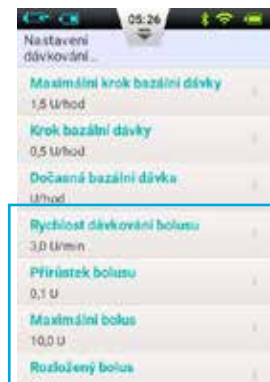 05:26
Nastavení
dávkování...
Maximální krok bazální dávky
1,5 U/hod
Krok bazální dávky
0,5 U/hod
Dočasná bazální dávka
U/hod
Rychlost dávkování bolusu
3,0 U/min
Přírůstek bolusu
0,1 U
Maximální bolus
10,0 U
Rozložený bolus